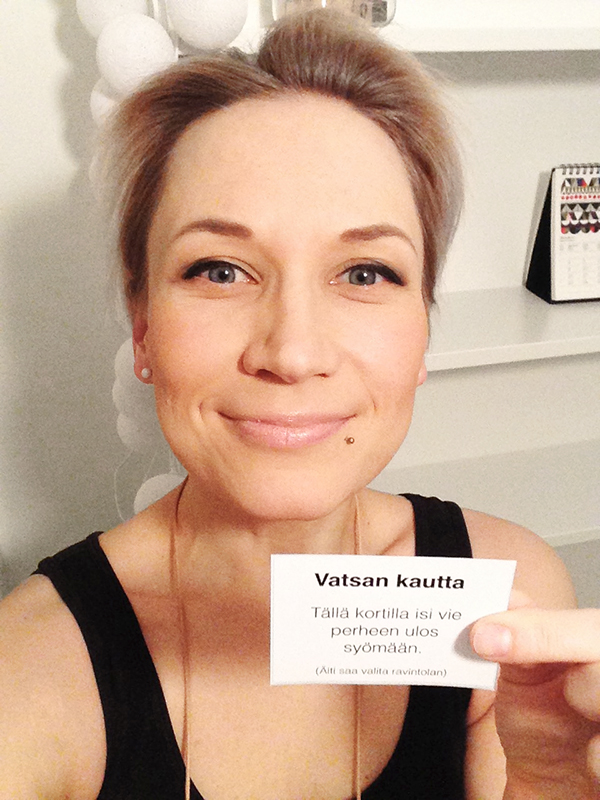 Vatsan kautta
Tällä kortilla isi vie
perheen ulos
syömään.
(Äiti saa valita ravintolan)